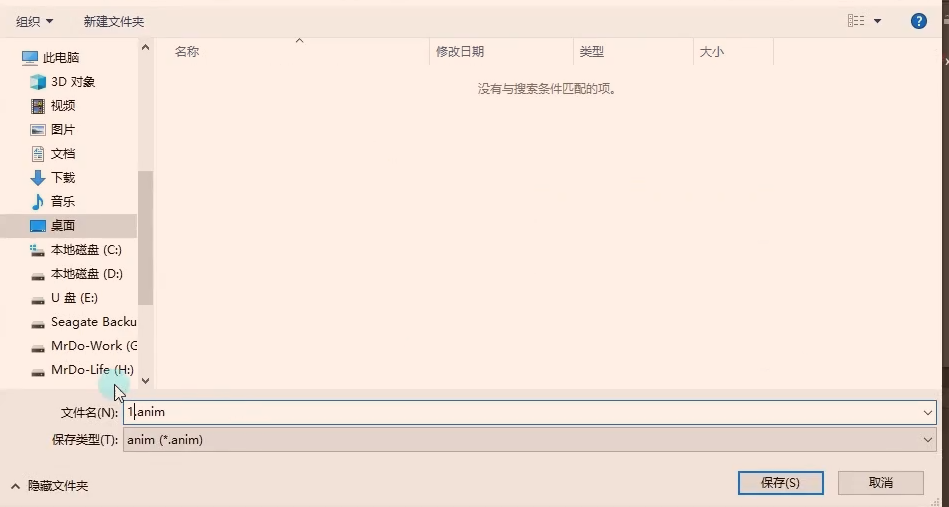 组织 新建文件夹
名称 修改日期 类型 大小
没有与搜索条件匹配的项。
此电脑
3D 对象
视频
图片
文档
下载
音乐
桌面
本地磁盘 (C:)
本地磁盘 (D:)
U 盘 (E:)
Seagate Backu
MrDo-Work (G
MrDo-Life (H:)
文件名(N): 1.anim
保存类型(T): anim (*.anim)
隐藏文件夹 保存(S) 取消